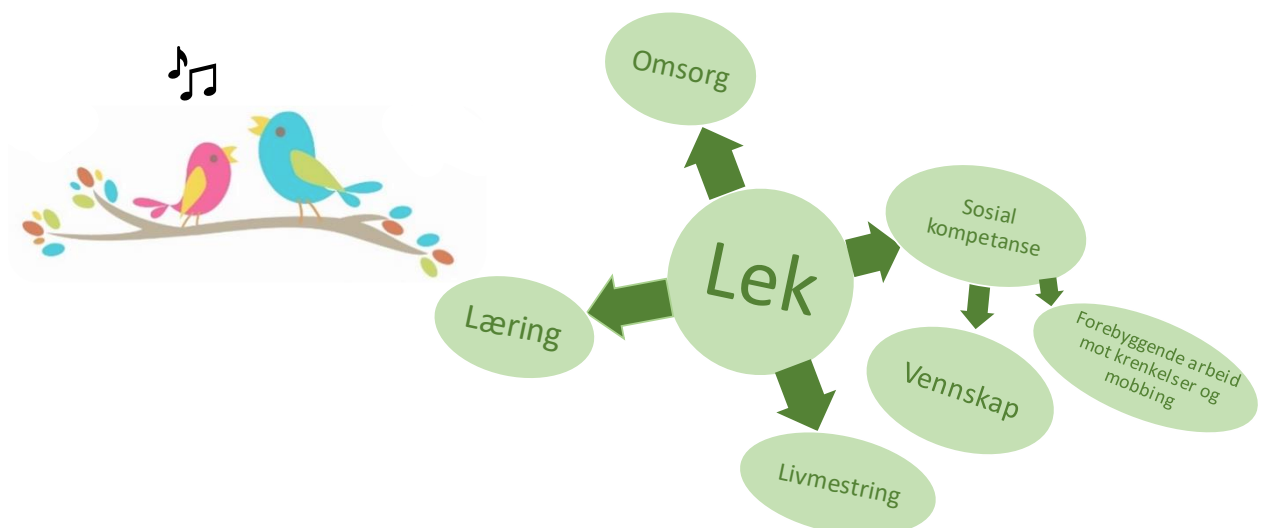 Omsorg
Lek
Sosial
kompetanse
Læring
Vennskap
Forebyggende arbeid
mot krenkelser og
mobbing
Livmestring